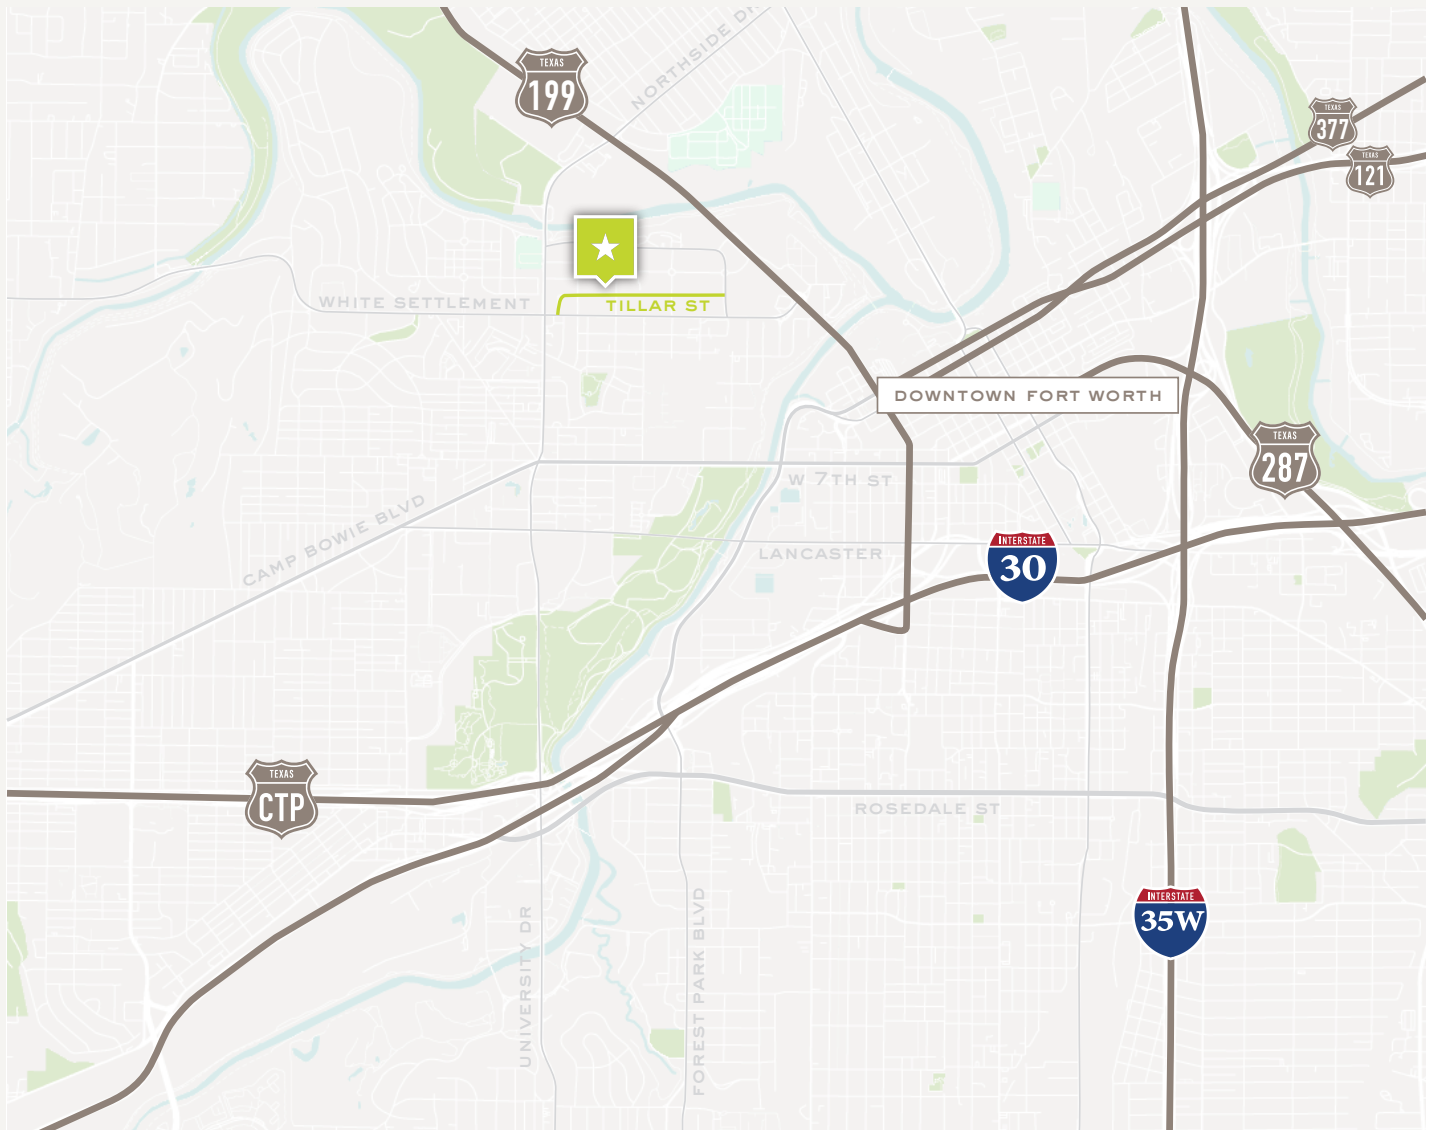 NORTHSIDE DR
TEXAS
199
TEXAS
377
TEXAS
121
WHITE SETTLEMENT
TILLAR ST
DOWNTOWN FORT WORTH
TEXAS
287
W 7TH ST
CAMP BOWIE BLVD
LANCASTER
INTERSTATE
30
TEXAS
CTP
ROSEDALE ST
INTERSTATE
35W
UNIVERSITY DR
FOREST PARK BLVD